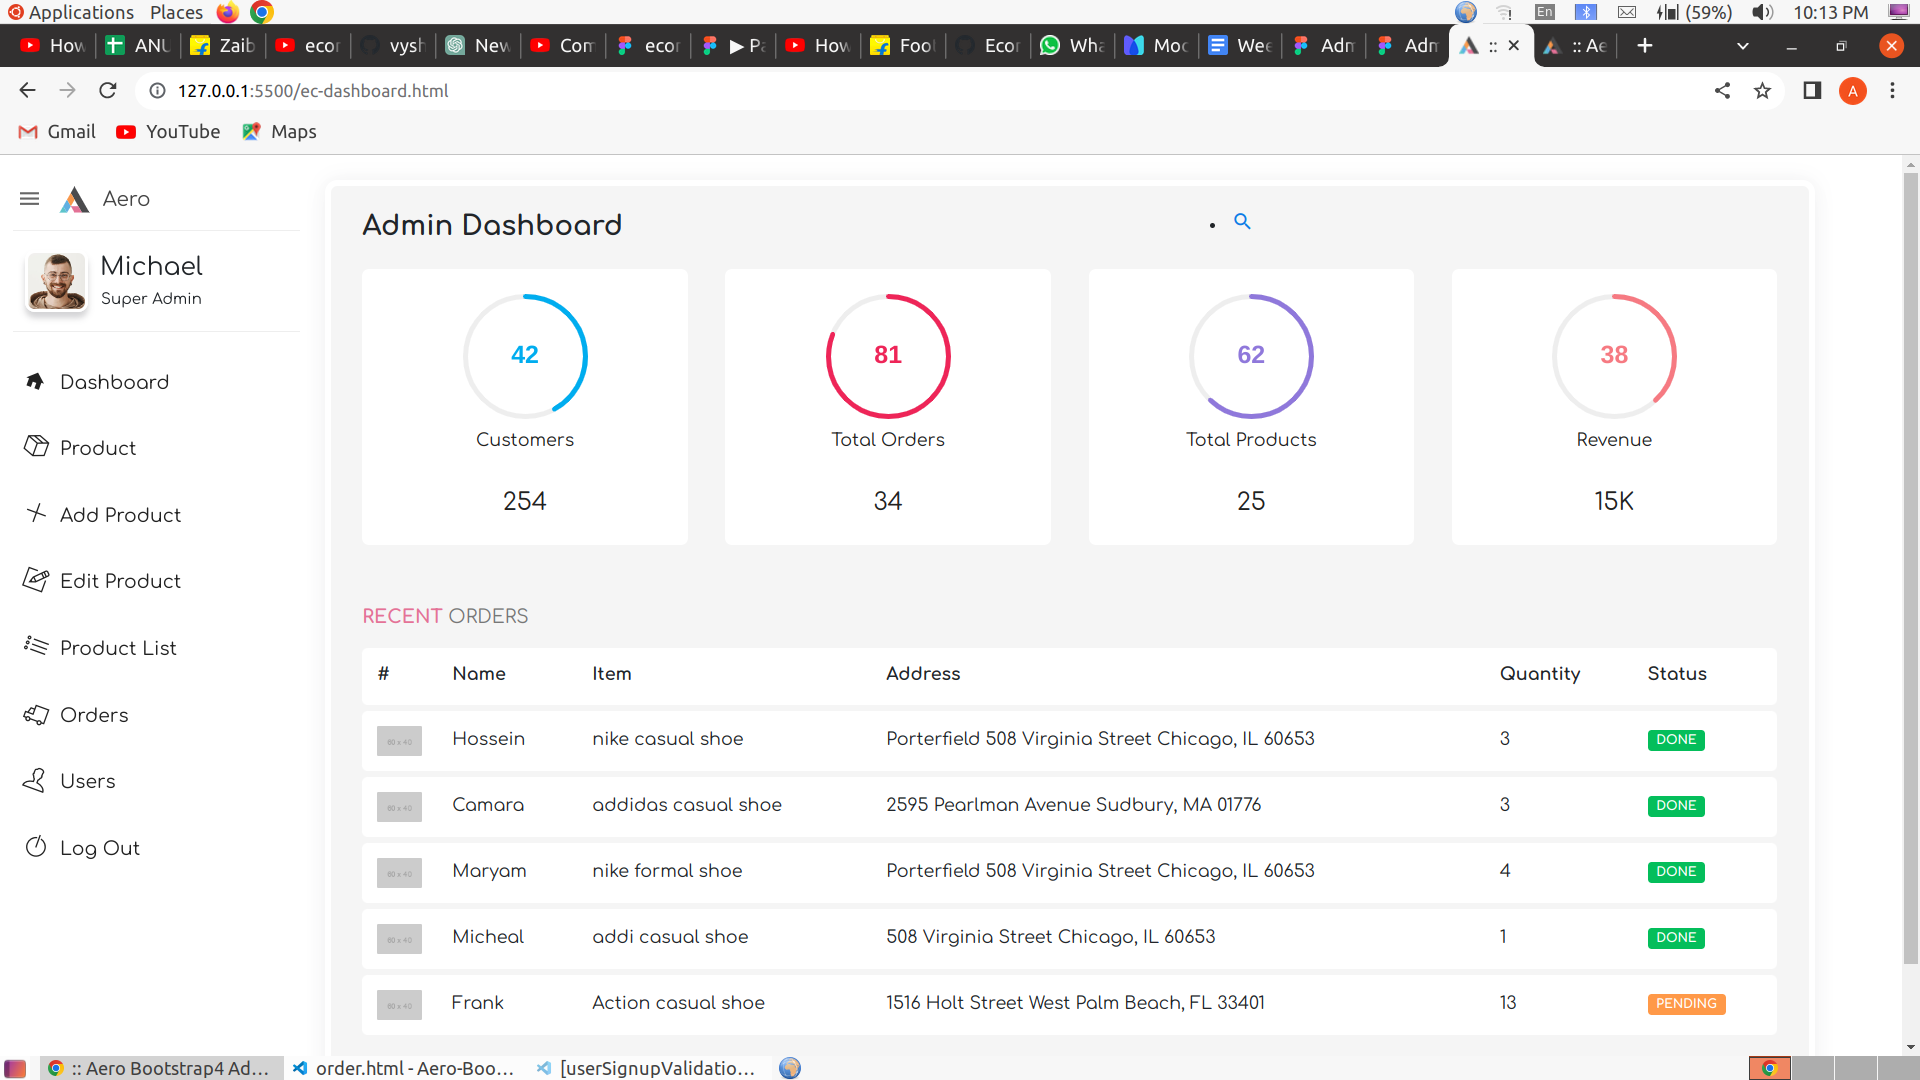 Applications Places En (59%) 10:13 PM
How ANU Zaib ecor vysh New Com ecor ▶ Pa How Foot Ecor Wha Moc Wee Adm Adm :: :: Ae
127.0.0.1:5500/ec-dashboard.html A
Gmail YouTube Maps
Aero
Michael
Super Admin
Dashboard
Product
Add Product
Edit Product
Product List
Orders
Users
Log Out
Admin Dashboard
42 81 62 38
Customers Total Orders Total Products Revenue
254 34 25 15K
RECENT ORDERS
# Name Item Address Quantity Status
60 x 40 Hossein nike casual shoe Porterfield 508 Virginia Street Chicago, IL 60653 3 DONE
60 x 40 Camara addidas casual shoe 2595 Pearlman Avenue Sudbury, MA 01776 3 DONE
60 x 40 Maryam nike formal shoe Porterfield 508 Virginia Street Chicago, IL 60653 4 DONE
60 x 40 Micheal addi casual shoe 508 Virginia Street Chicago, IL 60653 1 DONE
60 x 40 Frank Action casual shoe 1516 Holt Street West Palm Beach, FL 33401 13 PENDING
:: Aero Bootstrap4 Ad... order.html - Aero-Boo... [userSignupValidatio...